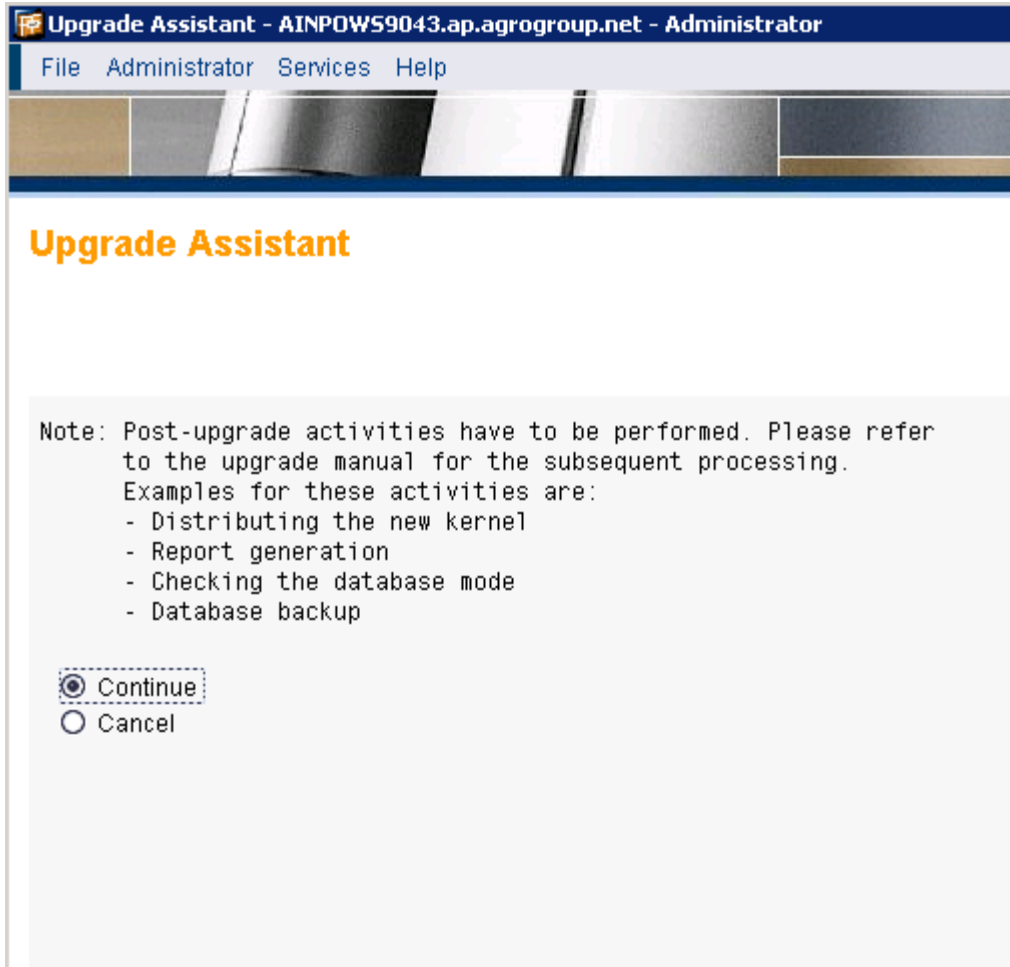 Upgrade Assistant - AINPOWS9043.ap.agrogroup.net - Administrator
File Administrator Services Help
Upgrade Assistant
Note: Post-upgrade activities have to be performed. Please refer
to the upgrade manual for the subsequent processing.
Examples for these activities are:
- Distributing the new kernel
- Report generation
- Checking the database mode
- Database backup
Continue
Cancel